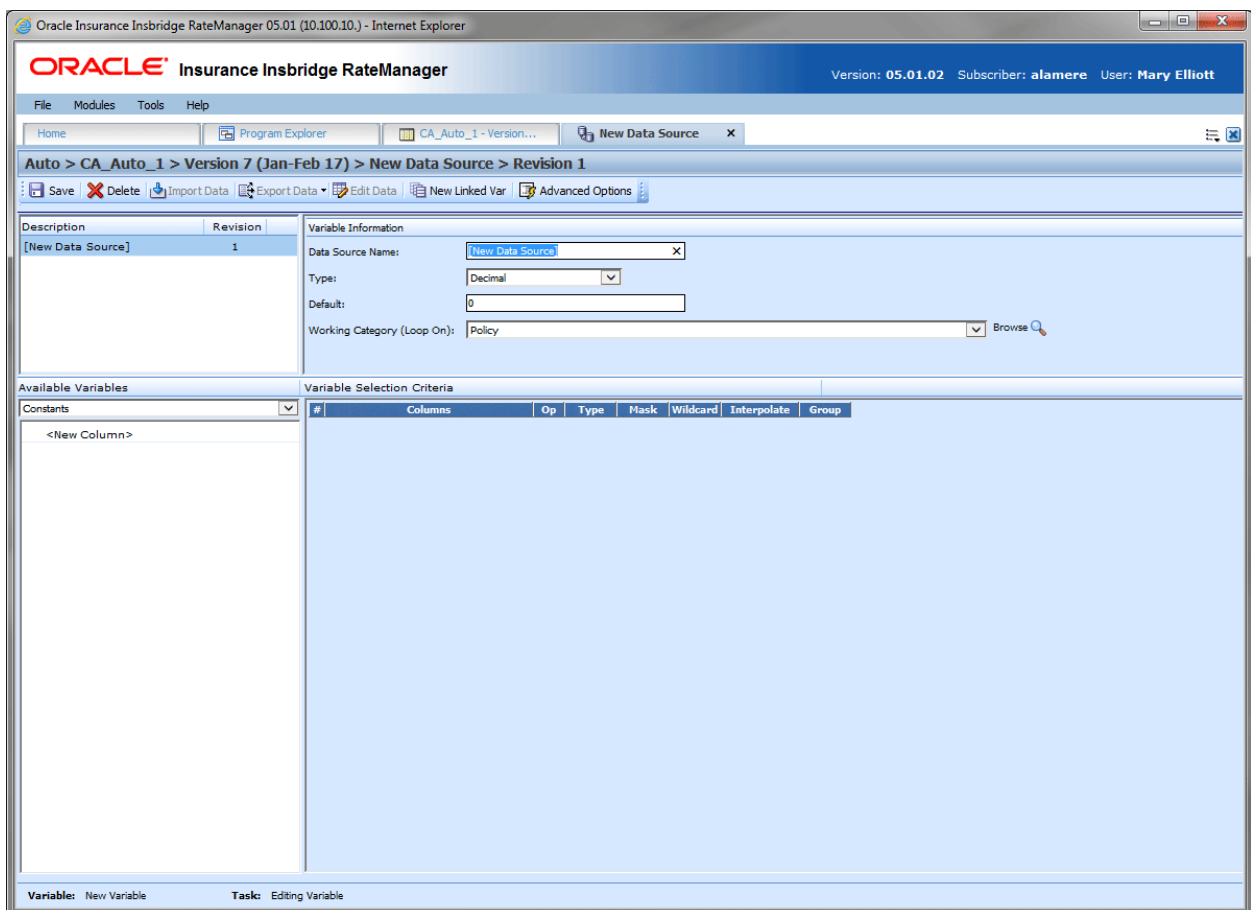 Oracle Insurance Insbridge RateManager 05.01 (10.100.10.) - Internet Explorer
ORACLE® Insurance Insbridge RateManager
Version: 05.01.02 Subscriber: alamere User: Mary Elliott
File Modules Tools Help
Home Program Explorer CA_Auto_1 - Version... New Data Source
Auto > CA_Auto_1 > Version 7 (Jan-Feb 17) > New Data Source > Revision 1
Save Delete Import Data Export Data Edit Data New Linked Var Advanced Options
Description Revision
[New Data Source] 1
Variable Information
Data Source Name: [New Data Source]
Type: Decimal
Default: 0
Working Category (Loop On): Policy Browse
Available Variables Variable Selection Criteria
Constants
# Columns Op Type Mask Wildcard Interpolate Group
<New Column>
Variable: New Variable Task: Editing Variable